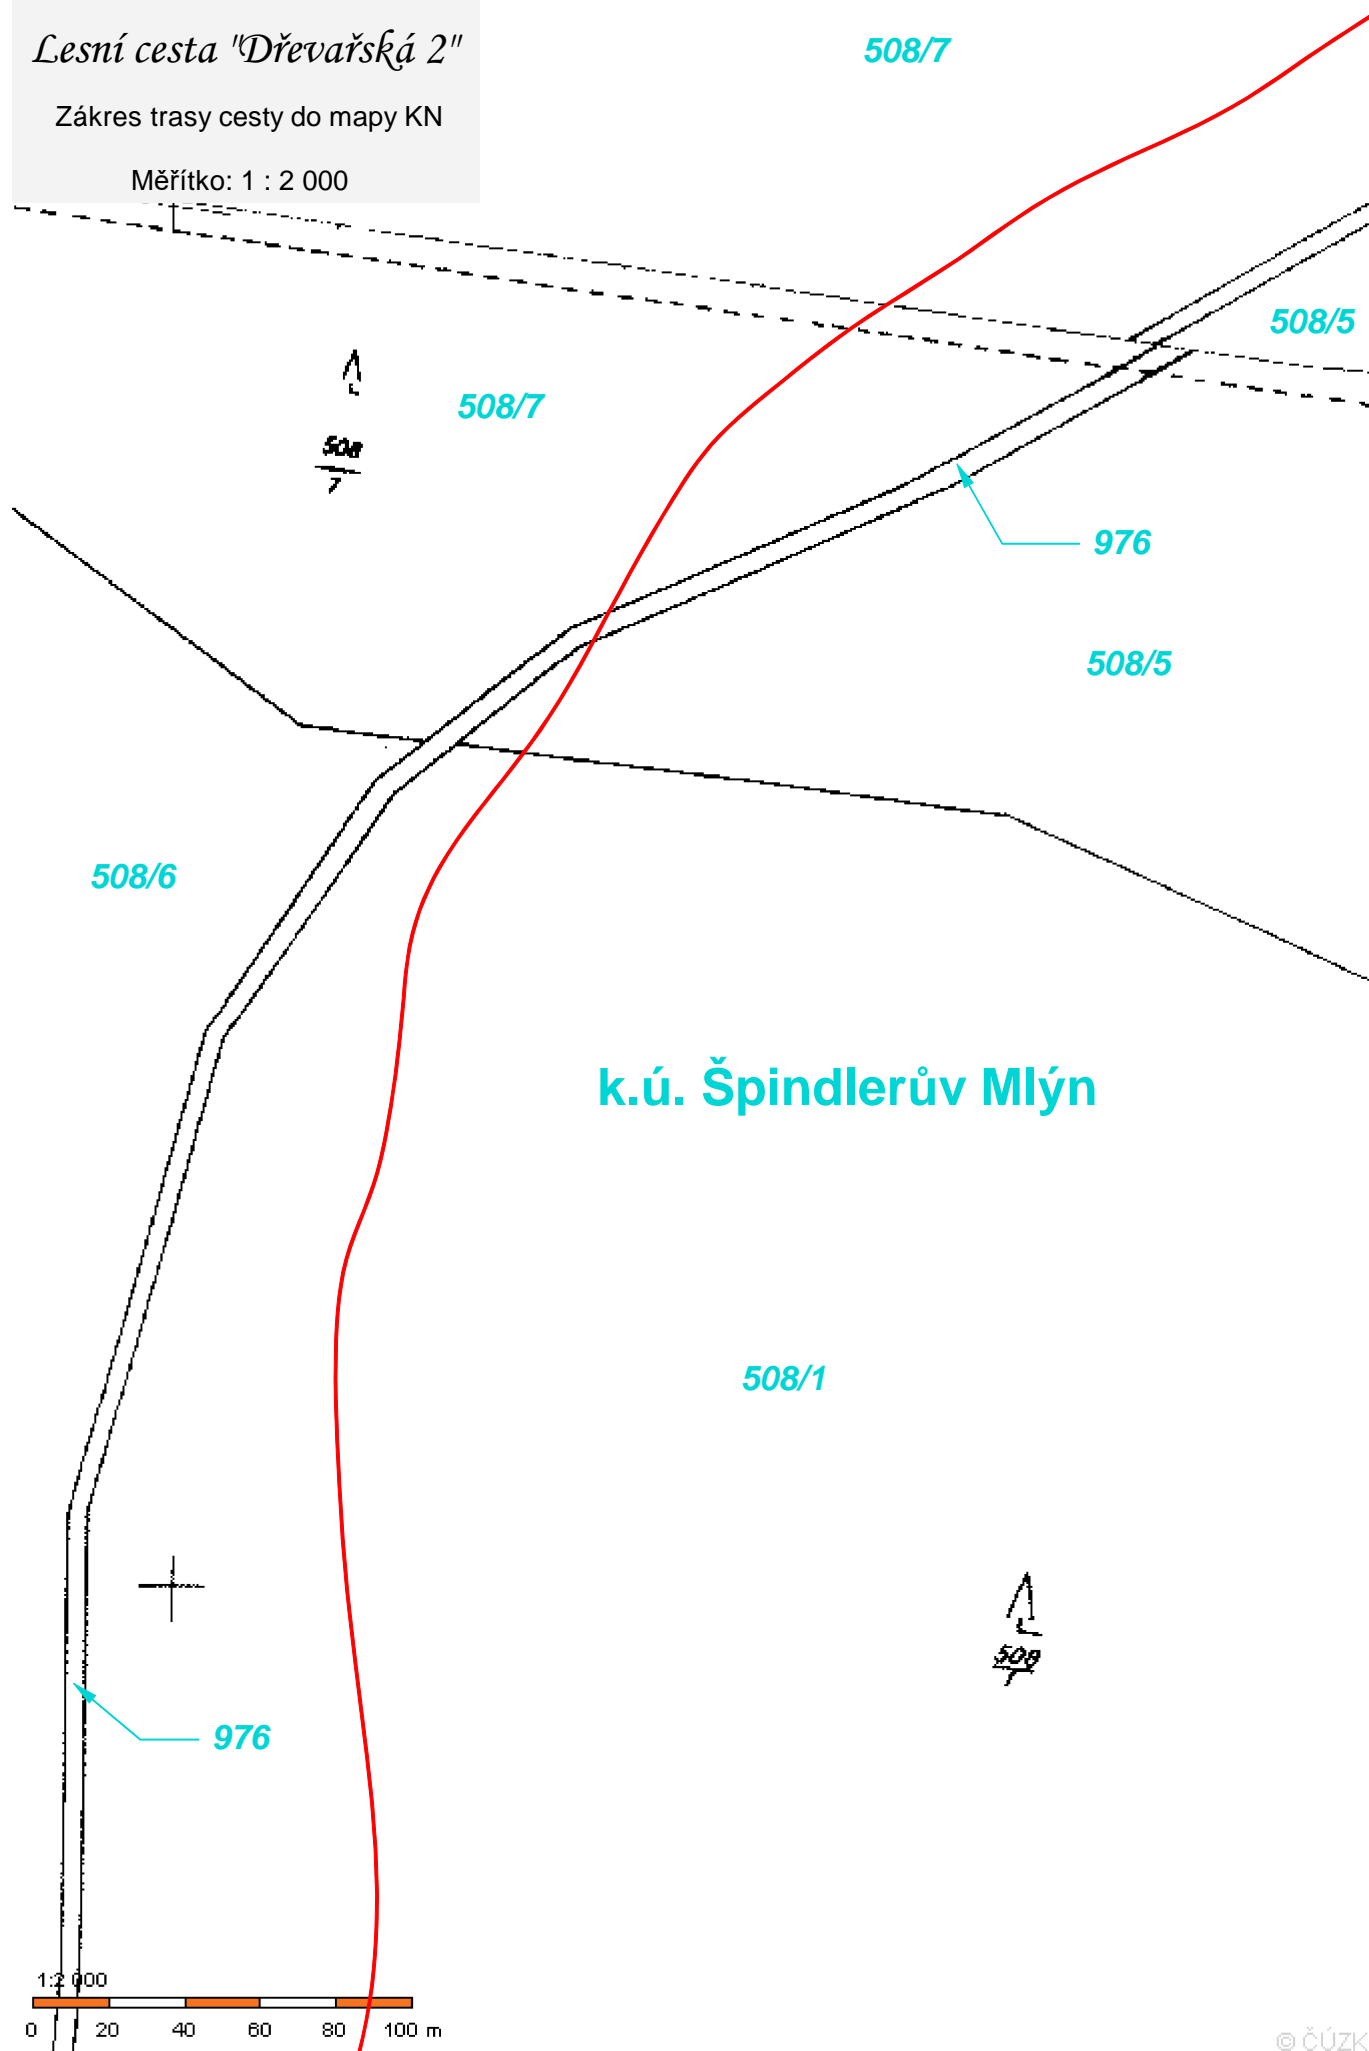 Lesní cesta "Dřevařská 2"
Zákres trasy cesty do mapy KN
Měřítko: 1 : 2 000
508/7
508/5
508/7
508
7
976
508/5
508/6
k.ú. Špindlerův Mlýn
508/1
508
1
976
1:2 000
0 20 40 60 80 100 m
© ČÚZK